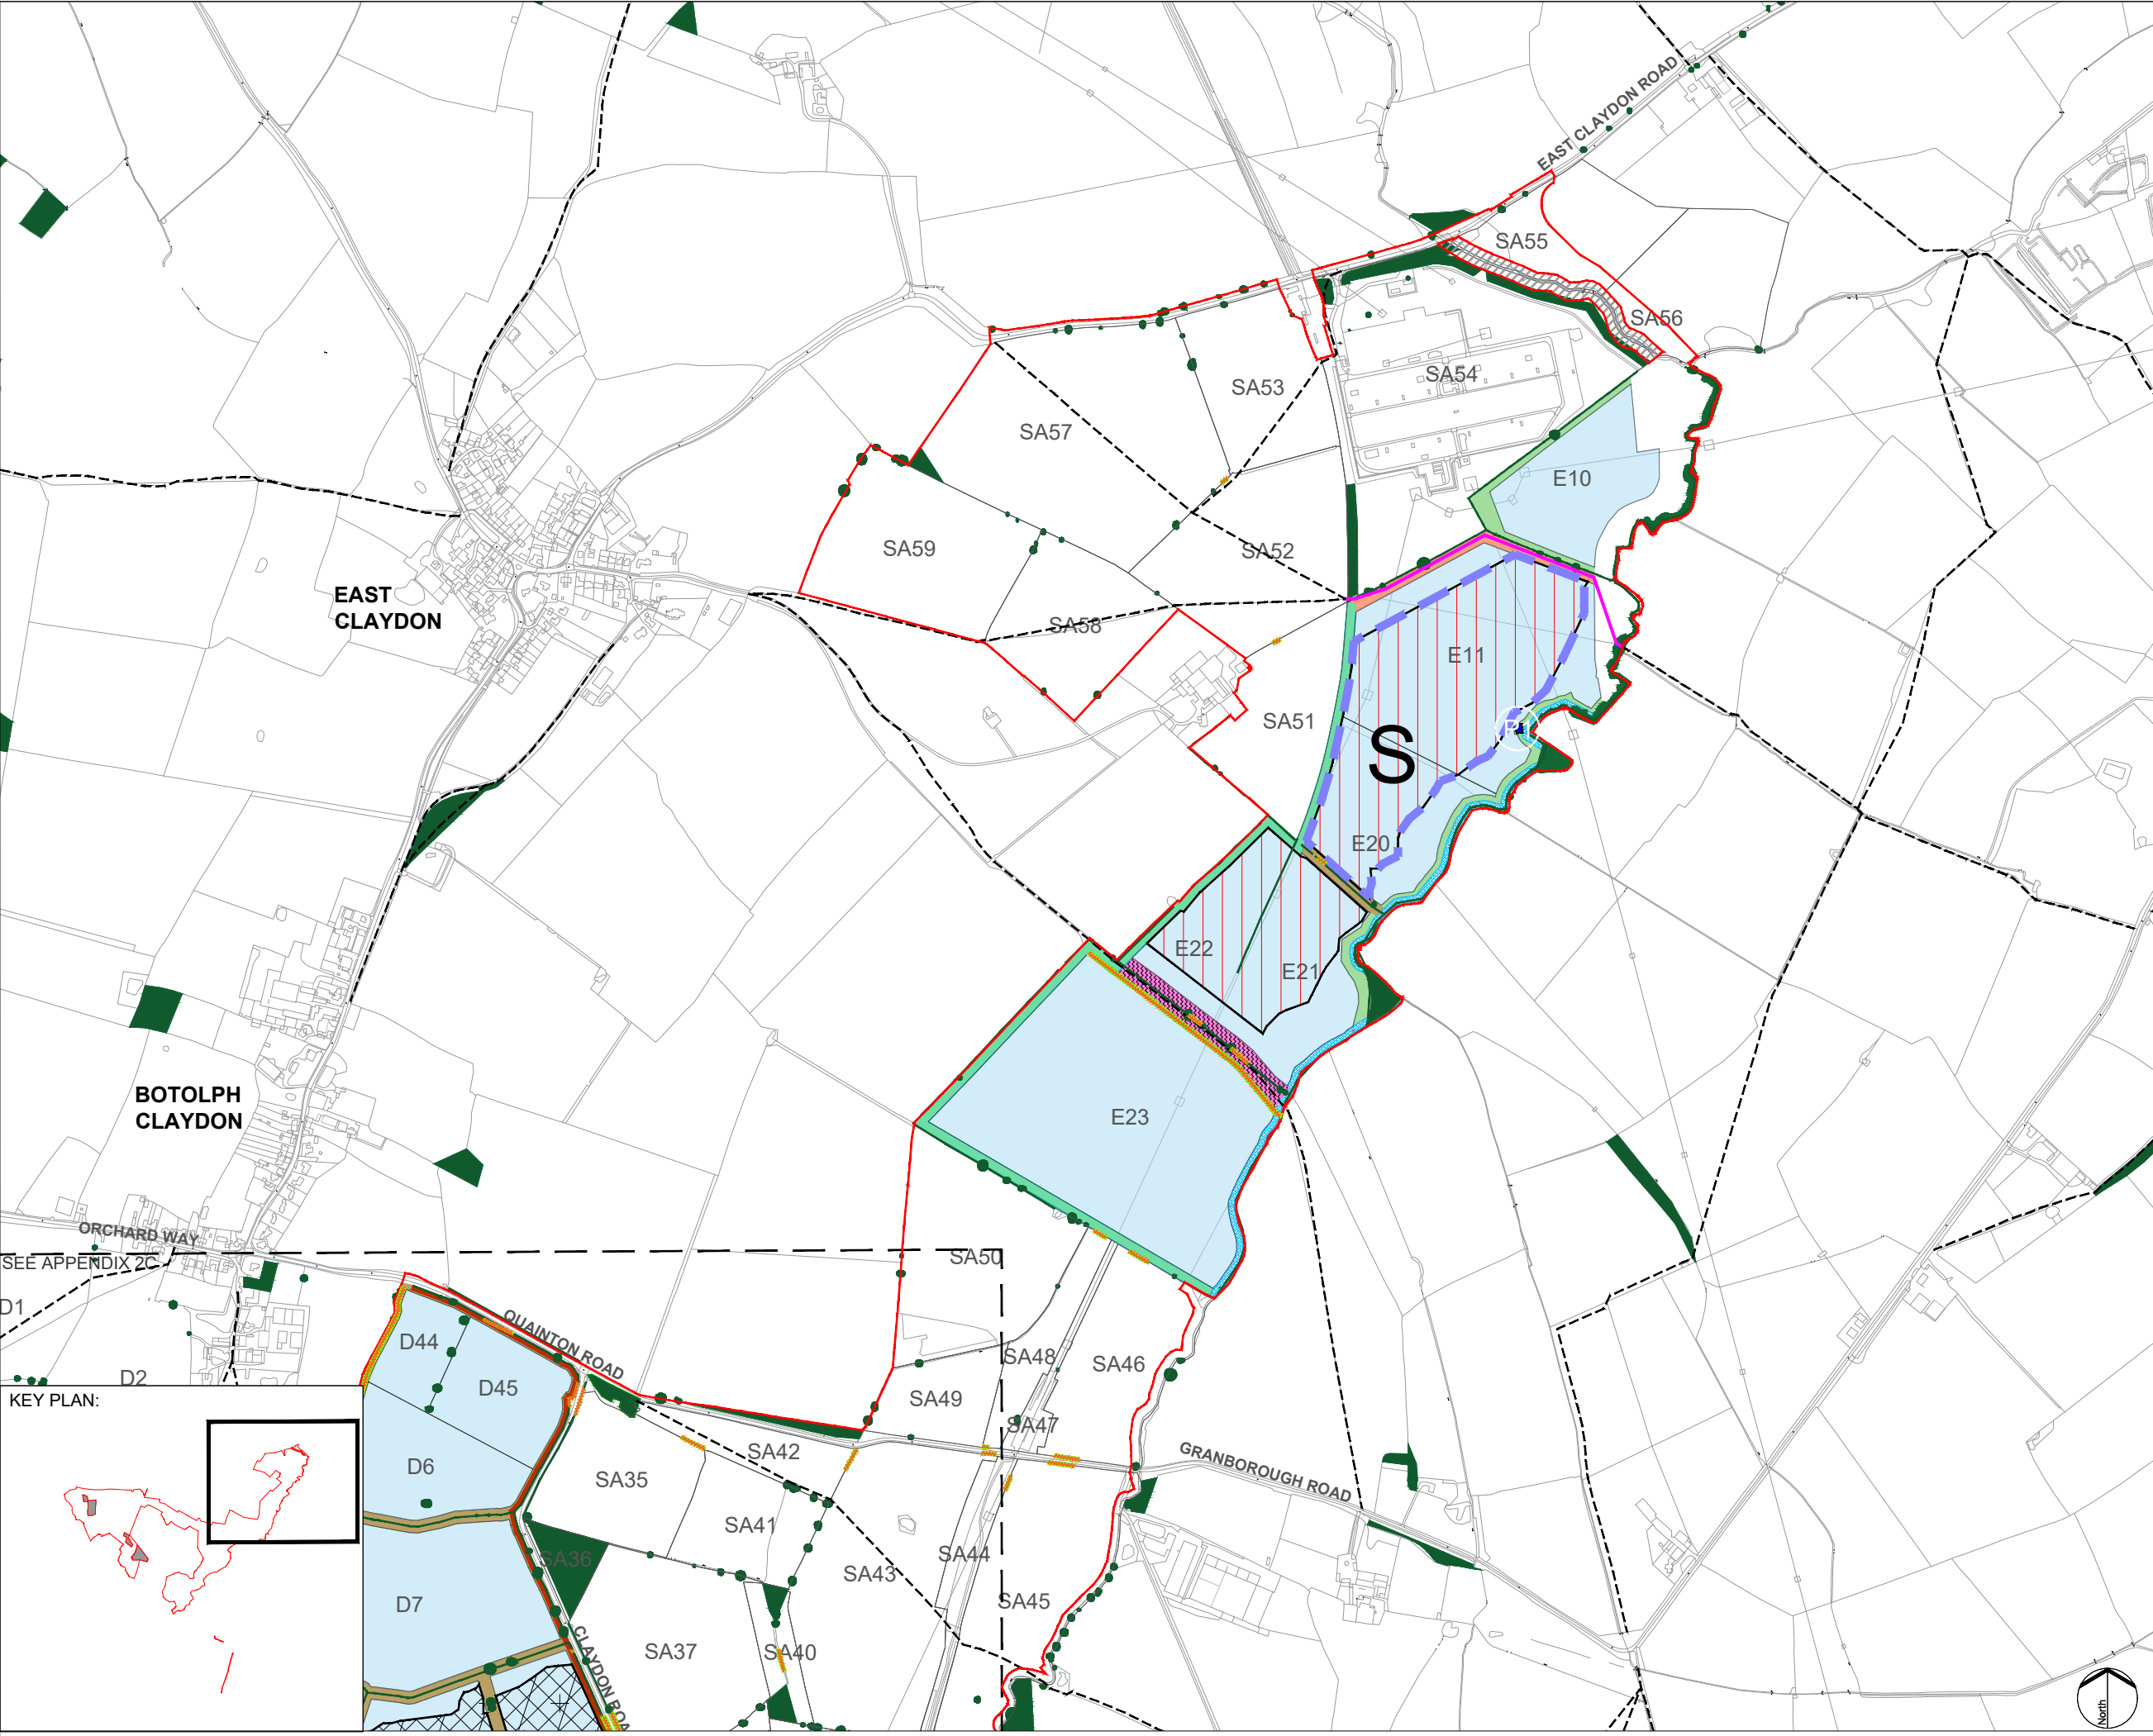 EAST CLAYDON ROAD
SA55
SA56
SA54
SA53
SA57
E10
SA59
SA52
EAST
CLAYDON
SA58
E11
SA51
R1
S
E20
E22
E21
BOTOLPH
CLAYDON
E23
ORCHARD WAY
SEE APPENDIX 2C
SA50
D1
QUAINTON ROAD
D44
D2
D45
SA48
SA46
KEY PLAN:
SA49
SA47
SA42
GRANBOROUGH ROAD
D6
SA35
SA41
SA44
SA36
SA43
D7
SA45
SA37
SA40
CLAYDON ROA
North